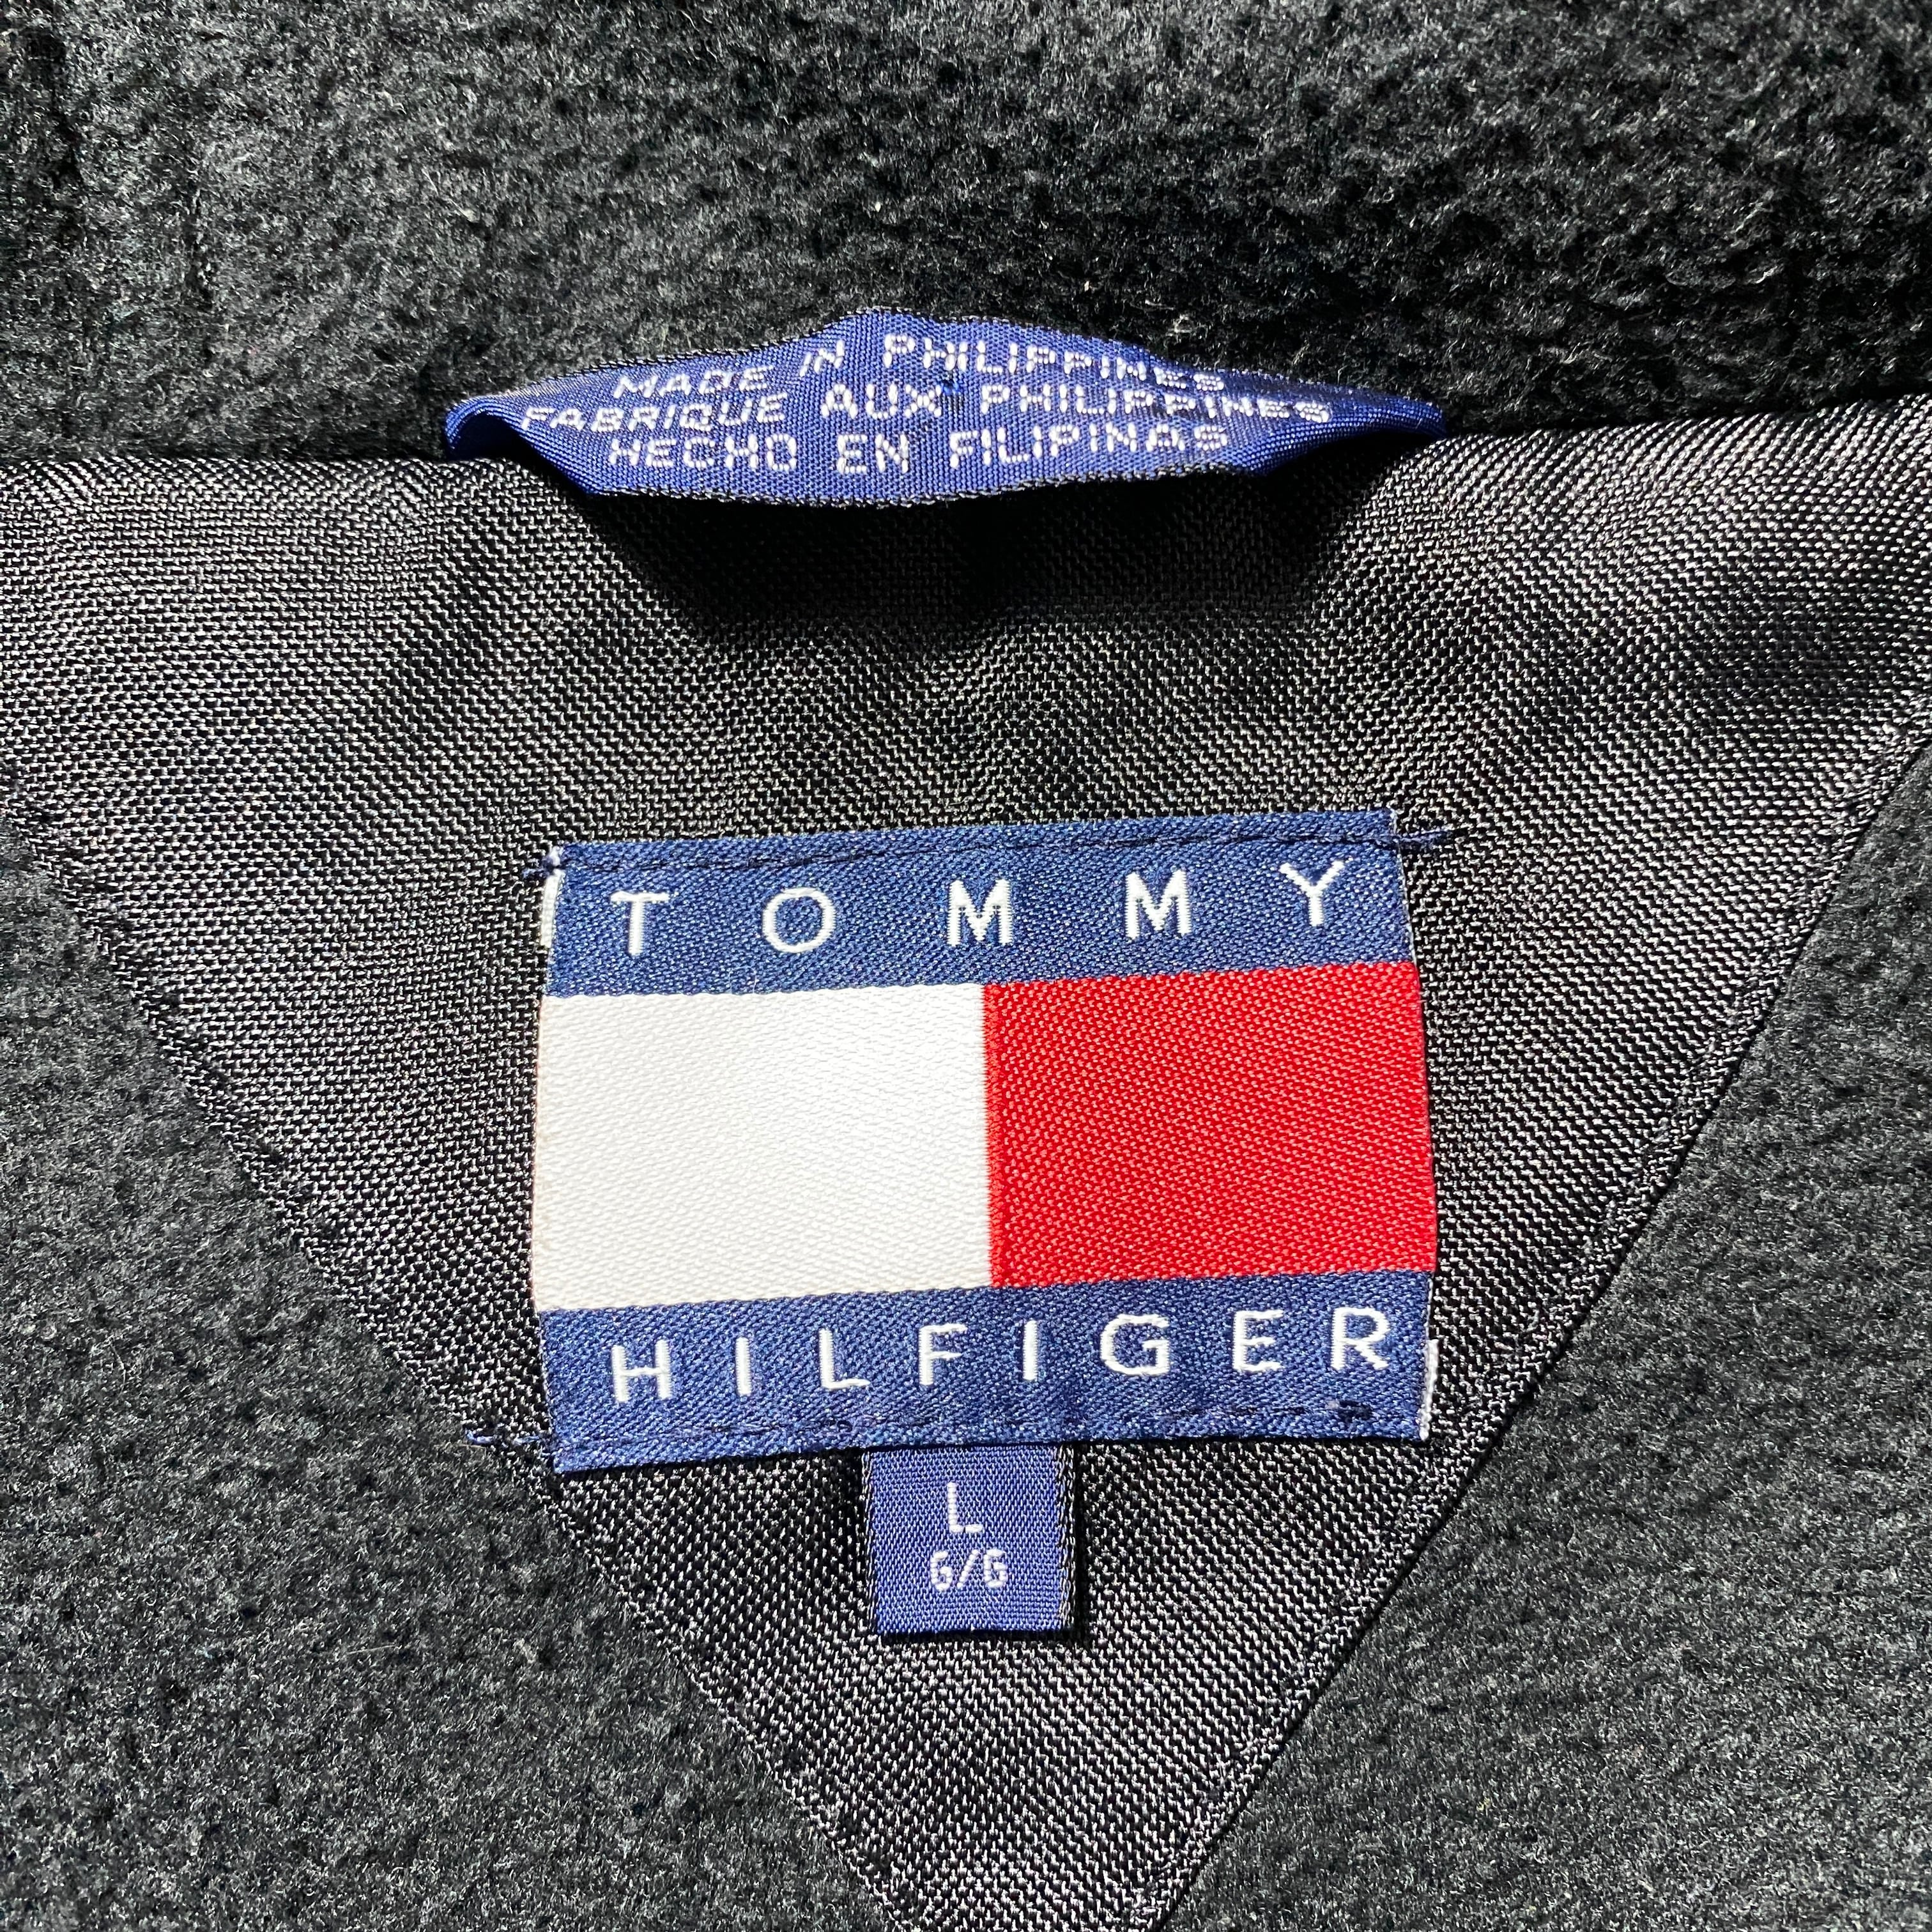 MADE IN PHILIPPINES
FABRIQUE AUX PHILIPPINES
HECHO EN FILIPINAS
TOMMY
HILFIGER
L
G/G